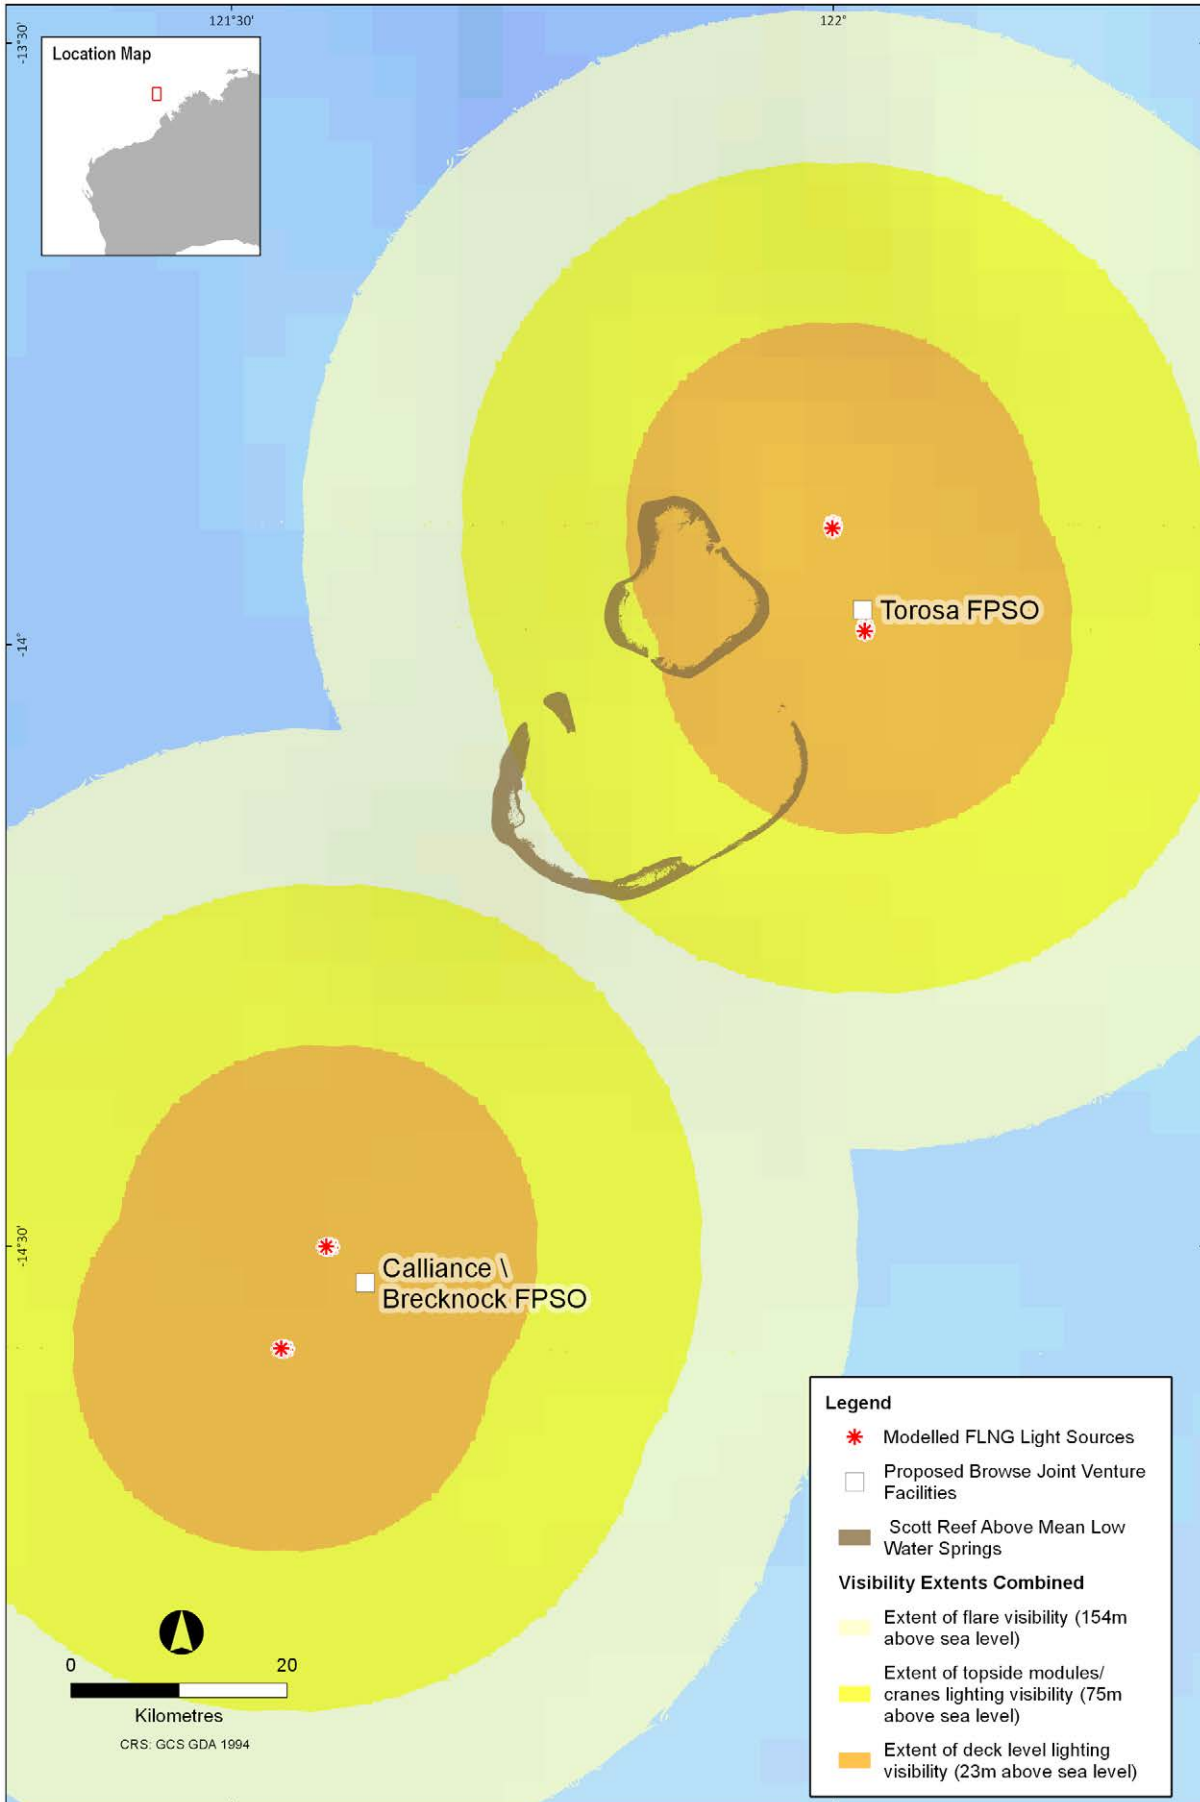 121°30'
122°
-13°30'
Location Map
Torosa FPSO
-14°
-14°30'
Calliance \
Brecknock FPSO
Legend
Modelled FLNG Light Sources
Proposed Browse Joint Venture
Facilities
Scott Reef Above Mean Low
Water Springs
Visibility Extents Combined
Extent of flare visibility (154m
above sea level)
Extent of topside modules/
cranes lighting visibility (75m
above sea level)
Extent of deck level lighting
visibility (23m above sea level)
0 20
Kilometres
CRS: GCS GDA 1994